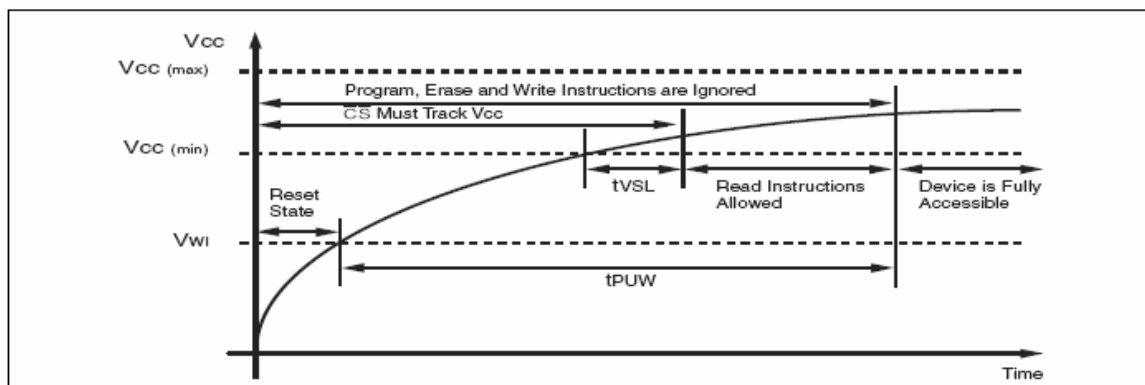 Vcc
Vcc (max)
Program, Erase and Write Instructions are Ignored
CS Must Track Vcc
Vcc (min)
tVSL
Read Instructions
Allowed
Device is Fully
Accessible
Reset
State
VWI
tPUW
Time